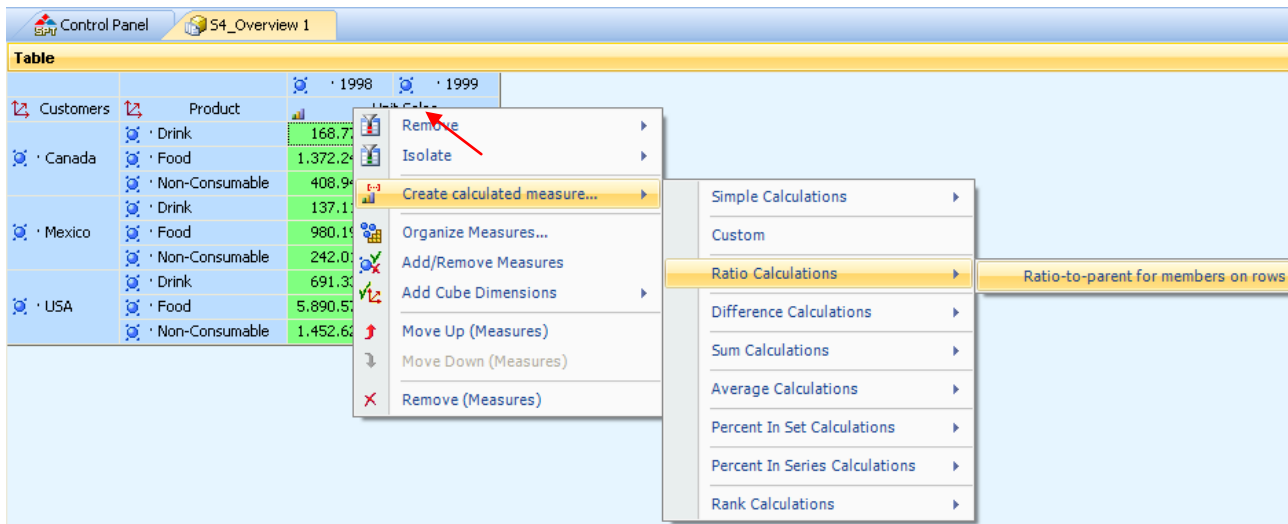 Control Panel S4_Overview 1
Table
· 1998 · 1999
Customers Product Unit Sales
· Canada · Drink 168.7
· Food 1.372.2
· Non-Consumable 408.9
· Mexico · Drink 137.1
· Food 980.19
· Non-Consumable 242.0
· USA · Drink 691.3
· Food 5.890.5
· Non-Consumable 1.452.62
Remove
Isolate
Create calculated measure...
Organize Measures...
Add/Remove Measures
Add Cube Dimensions
Move Up (Measures)
Move Down (Measures)
Remove (Measures)
Simple Calculations
Custom
Ratio Calculations
Difference Calculations
Sum Calculations
Average Calculations
Percent In Set Calculations
Percent In Series Calculations
Rank Calculations
Ratio-to-parent for members on rows